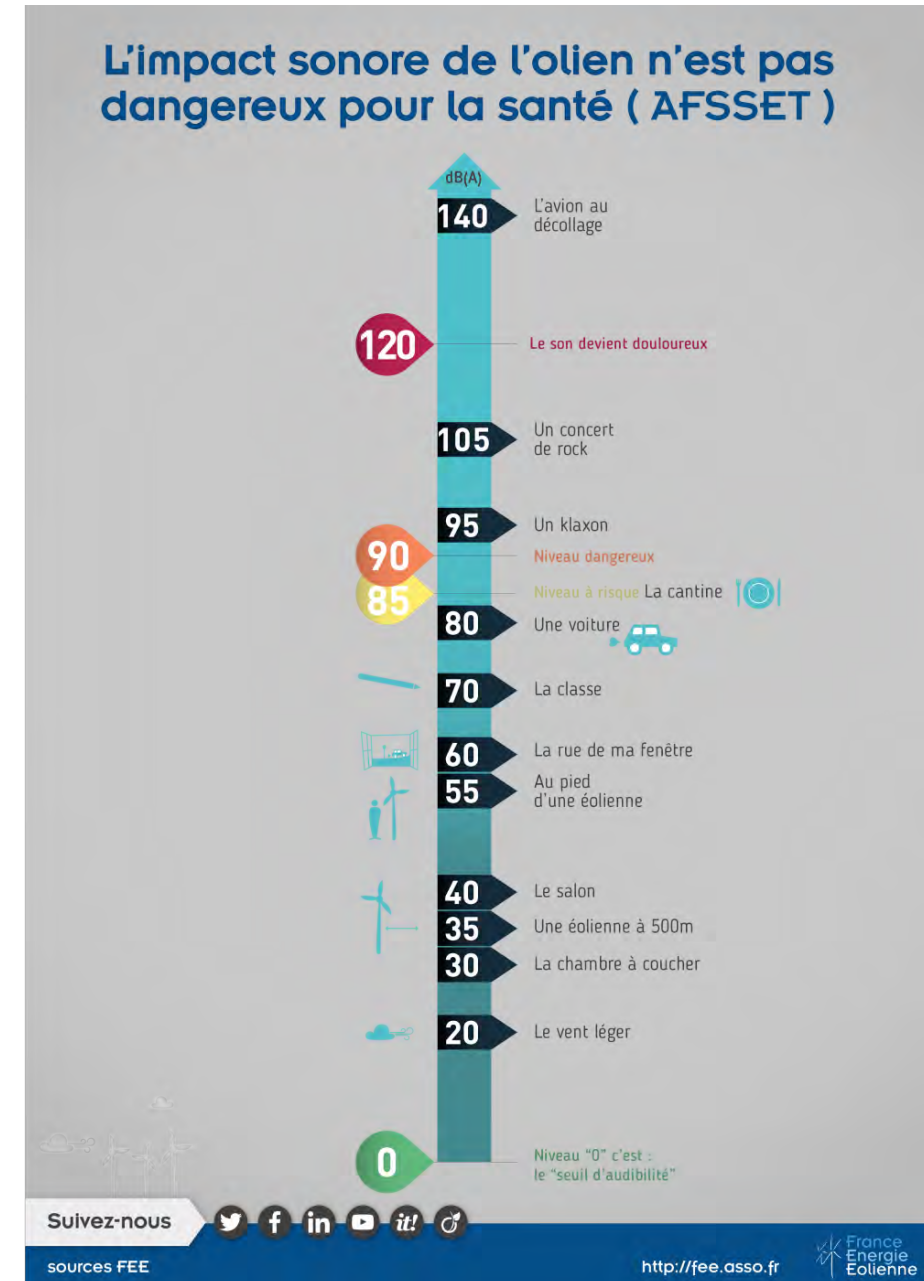 L'impact sonore de l'olien n'est pas
dangereux pour la santé ( AFSSET )
dB(A)
140 L'avion au
décollage
120 Le son devient douloureux
105 Un concert
de rock
95 Un klaxon
90 Niveau dangereux
85 Niveau à risque La cantine
80 Une voiture
70 La classe
60 La rue de ma fenêtre
55 Au pied
d'une éolienne
40 Le salon
35 Une éolienne à 500m
30 La chambre à coucher
20 Le vent léger
0 Niveau "0" c'est :
le "seuil d'audibilité"
Suivez-nous
it!
sources FEE
http://fee.asso.fr
France
Energie
Eolienne